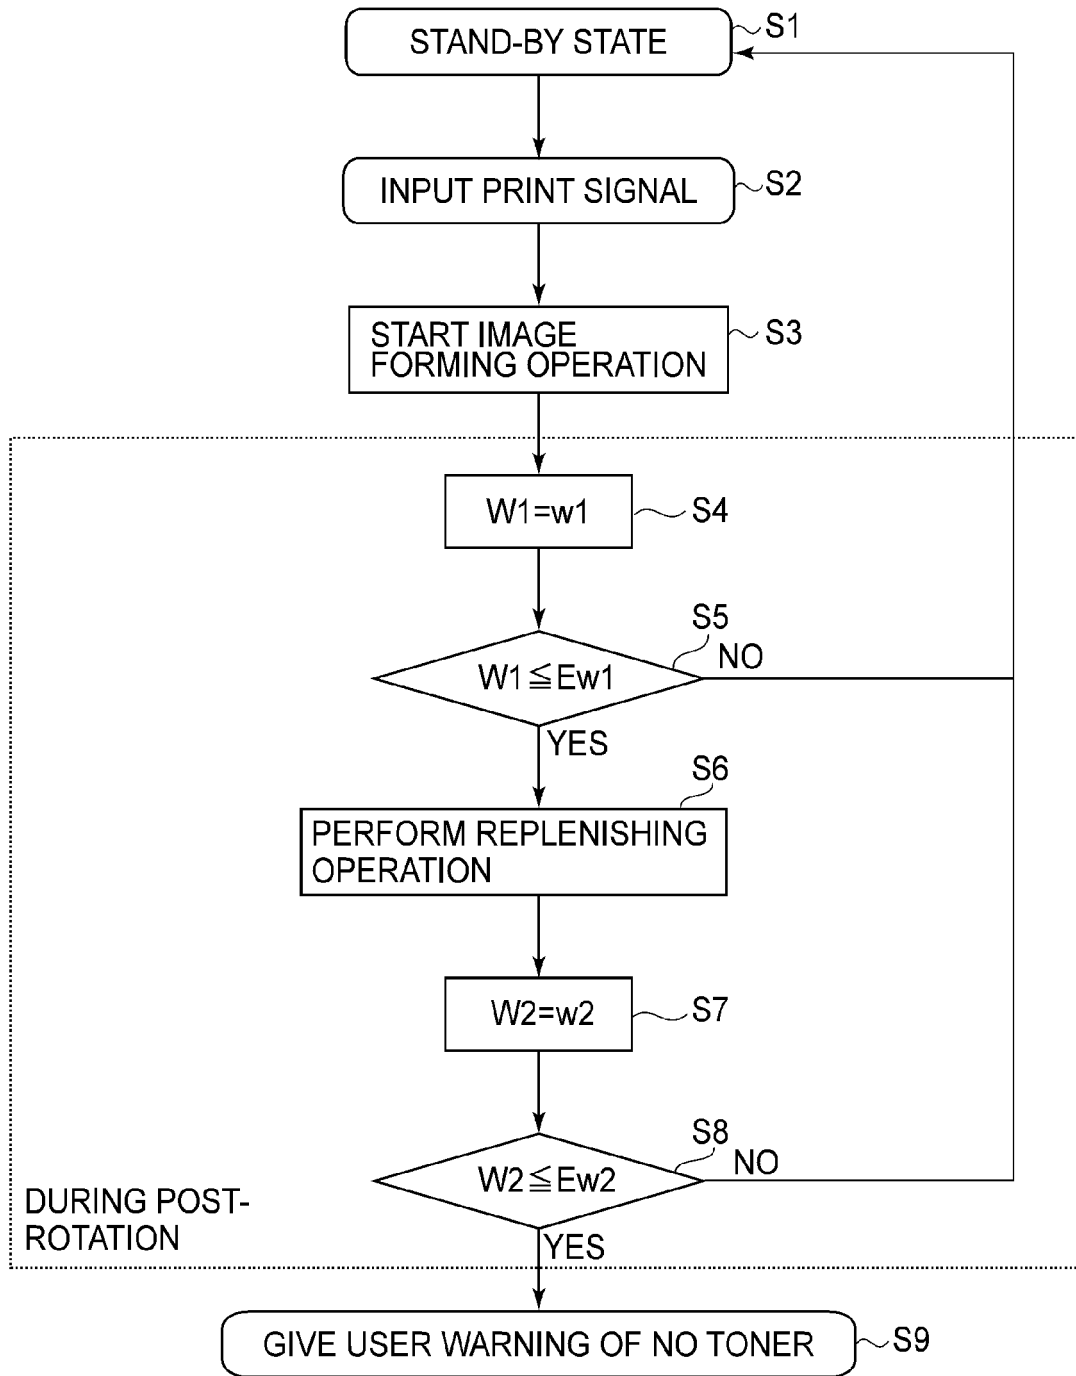 STAND-BY STATE
S1
INPUT PRINT SIGNAL
S2
START IMAGE
FORMING OPERATION
S3
W1=w1
S4
S5
W1≦Ew1
NO
YES
S6
PERFORM REPLENISHING
OPERATION
W2=w2
S7
S8
W2≦Ew2
NO
DURING POST-
ROTATION
YES
GIVE USER WARNING OF NO TONER
S9